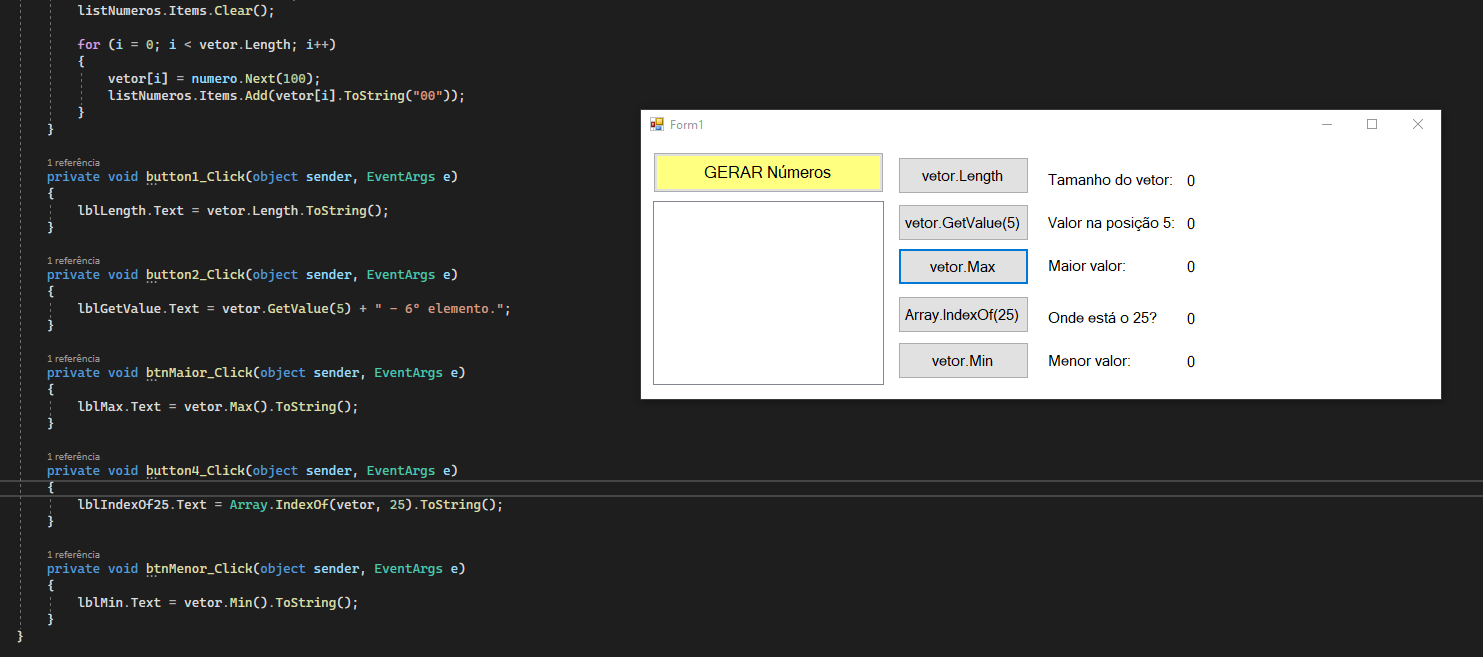 listNumeros.Items.Clear();
for (i = 0; i < vetor.Length; i++)
{
vetor[i] = numero.Next(100);
listNumeros.Items.Add(vetor[i].ToString("00"));
}
}
1 referência
private void button1_Click(object sender, EventArgs e)
{
lblLength.Text = vetor.Length.ToString();
}
1 referência
private void button2_Click(object sender, EventArgs e)
{
lblGetValue.Text = vetor.GetValue(5) + " - 6º elemento.";
}
1 referência
private void btnMaior_Click(object sender, EventArgs e)
{
lblMax.Text = vetor.Max().ToString();
}
1 referência
private void button4_Click(object sender, EventArgs e)
{
lblIndexOf25.Text = Array.IndexOf(vetor, 25).ToString();
}
1 referência
private void btnMenor_Click(object sender, EventArgs e)
{
lblMin.Text = vetor.Min().ToString();
}
}
Form1
GERAR Números
vetor.Length
Tamanho do vetor: 0
vetor.GetValue(5)
Valor na posição 5: 0
vetor.Max
Maior valor: 0
Array.IndexOf(25)
Onde está o 25? 0
vetor.Min
Menor valor: 0